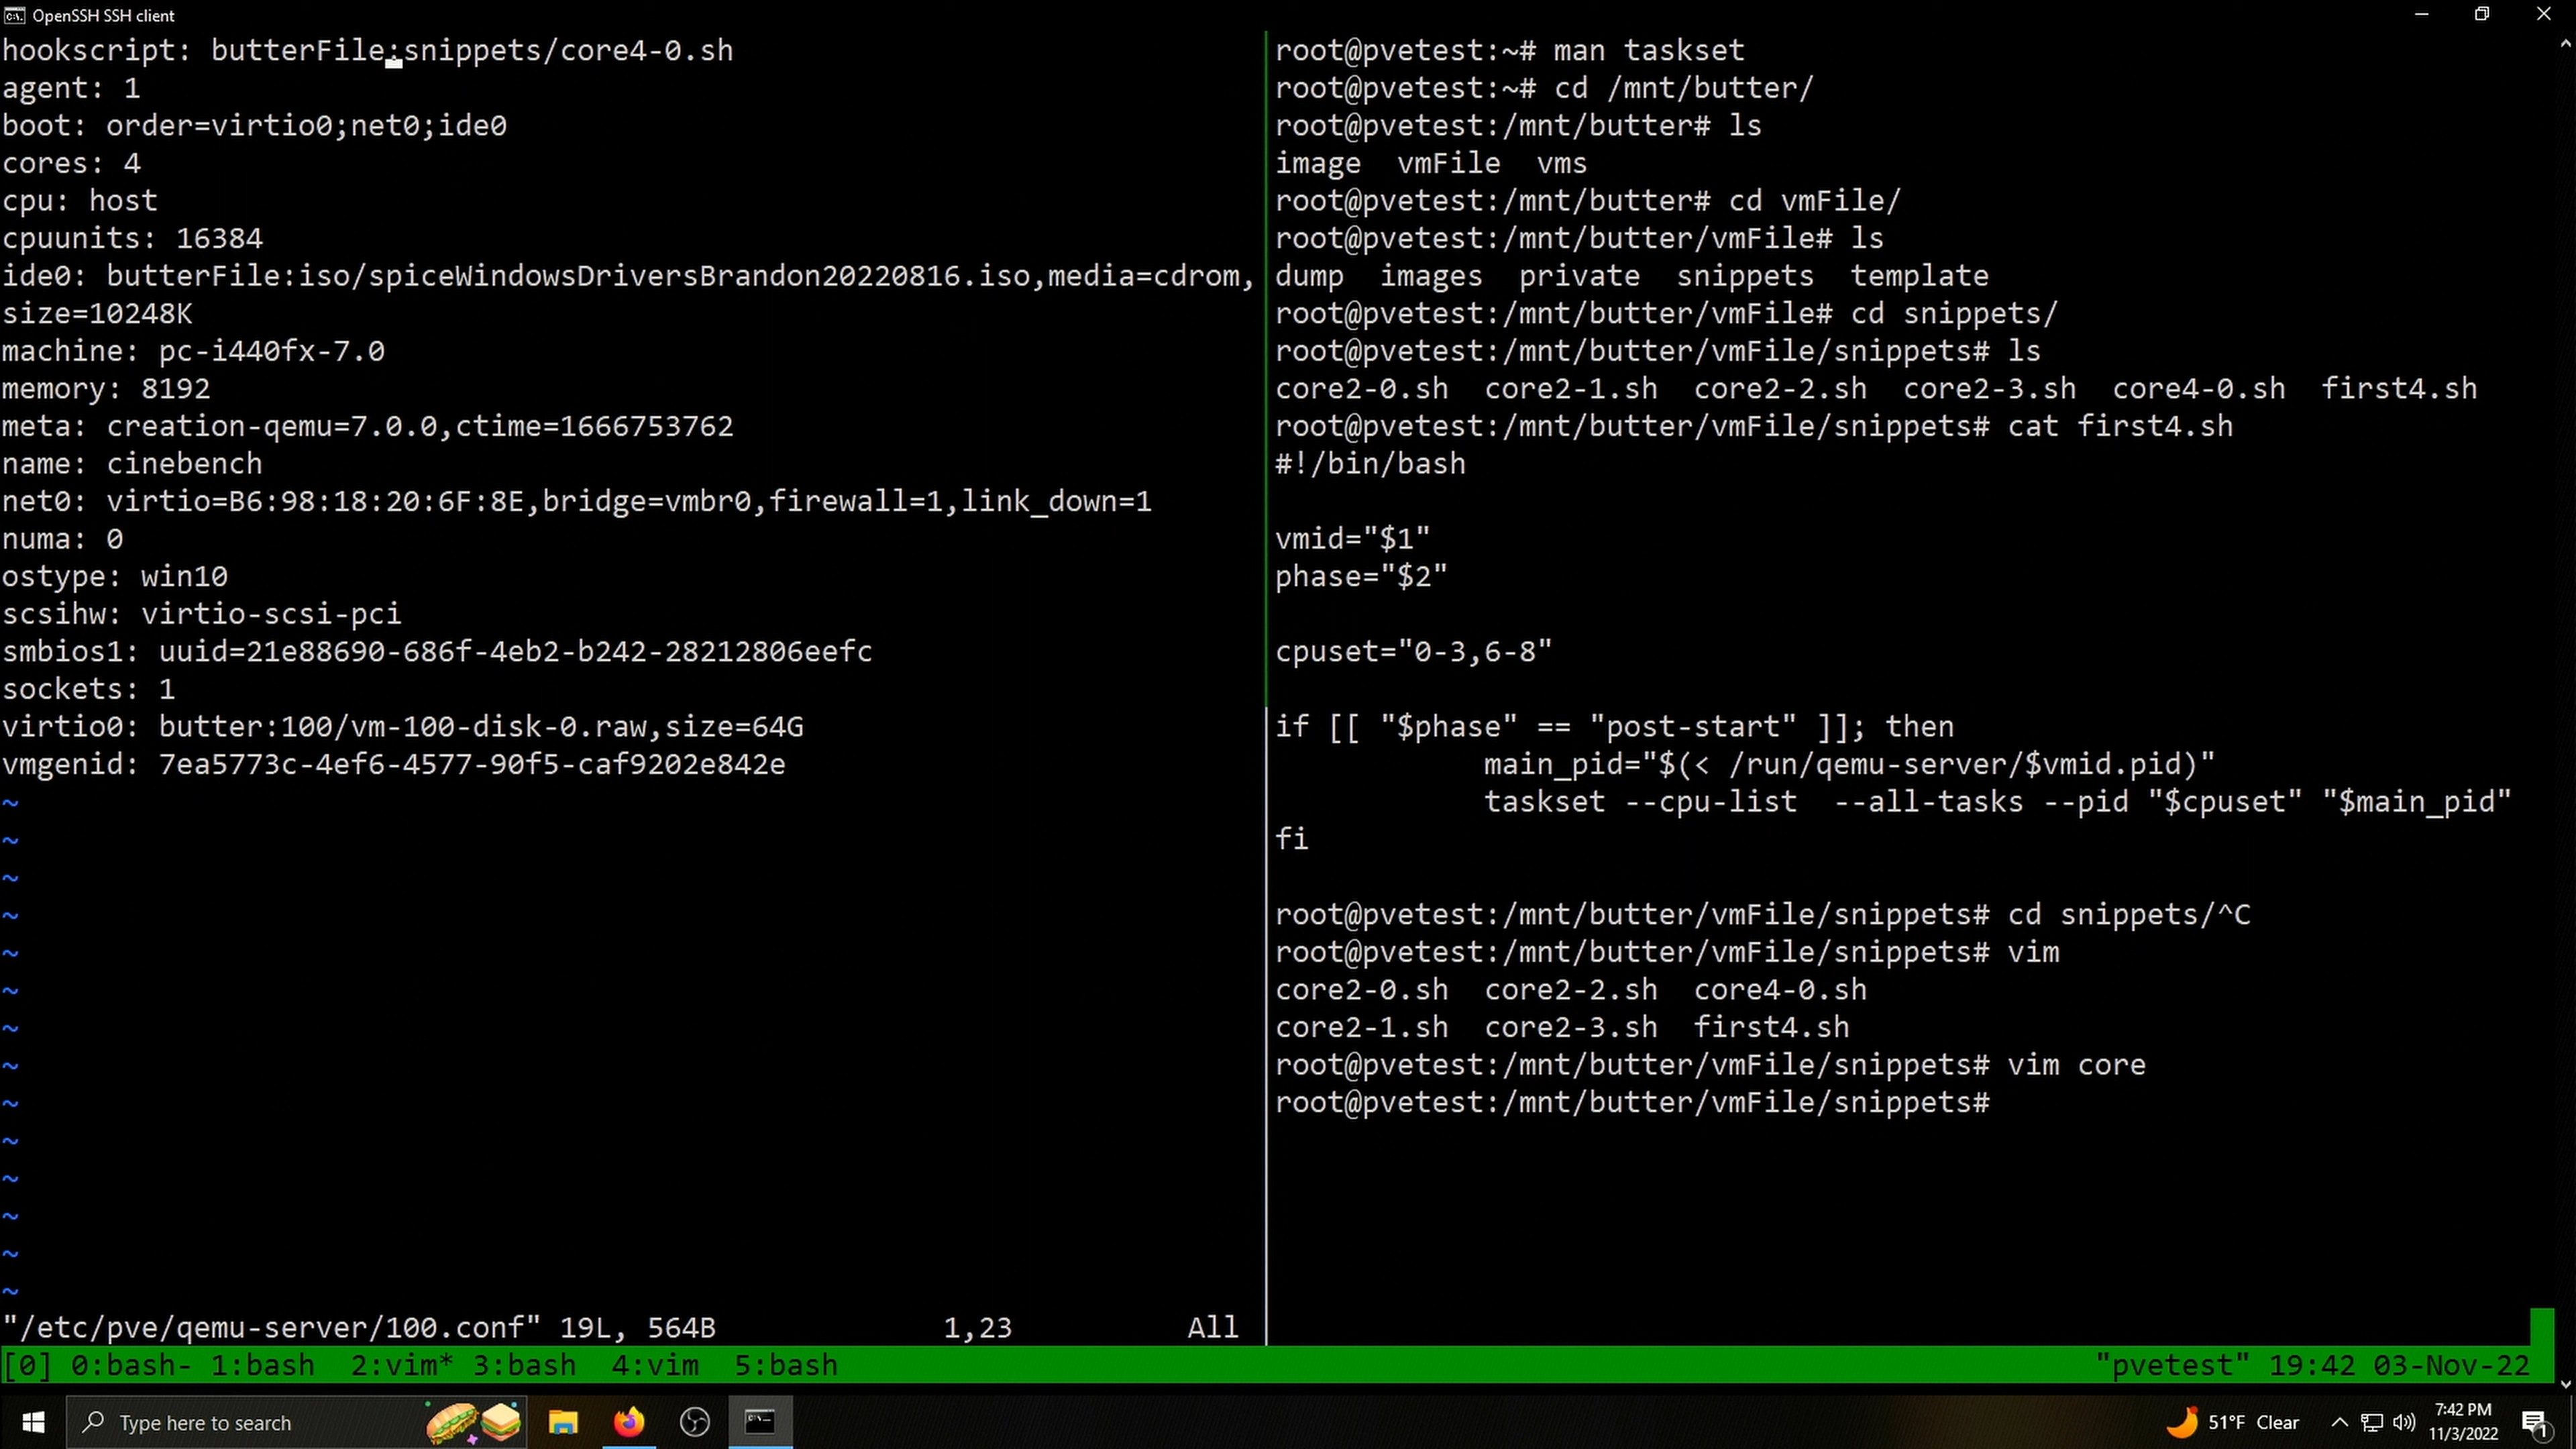 OpenSSH SSH client
hookscript: butterFile:snippets/core4-0.sh
agent: 1
boot: order=virtio0;net0;ide0
cores: 4
cpu: host
cpuunits: 16384
ide0: butterFile:iso/spiceWindowsDriversBrandon20220816.iso,media=cdrom,
size=10248K
machine: pc-i440fx-7.0
memory: 8192
meta: creation-qemu=7.0.0,ctime=1666753762
name: cinebench
net0: virtio=B6:98:18:20:6F:8E,bridge=vmbr0,firewall=1,link_down=1
numa: 0
ostype: win10
scsihw: virtio-scsi-pci
smbios1: uuid=21e88690-686f-4eb2-b242-28212806eefc
sockets: 1
virtio0: butter:100/vm-100-disk-0.raw,size=64G
vmgenid: 7ea5773c-4ef6-4577-90f5-caf9202e842e
~
~
~
~
~
~
~
~
~
~
~
~
~
~
"/etc/pve/qemu-server/100.conf" 19L, 564B 1,23 All
root@pvetest:~# man taskset
root@pvetest:~# cd /mnt/butter/
root@pvetest:/mnt/butter# ls
image vmFile vms
root@pvetest:/mnt/butter# cd vmFile/
root@pvetest:/mnt/butter/vmFile# ls
dump images private snippets template
root@pvetest:/mnt/butter/vmFile# cd snippets/
root@pvetest:/mnt/butter/vmFile/snippets# ls
core2-0.sh core2-1.sh core2-2.sh core2-3.sh core4-0.sh first4.sh
root@pvetest:/mnt/butter/vmFile/snippets# cat first4.sh
#!/bin/bash
vmid="$1"
phase="$2"
cpuset="0-3,6-8"
if [[ "$phase" == "post-start" ]]; then
main_pid="$(< /run/qemu-server/$vmid.pid)"
taskset --cpu-list --all-tasks --pid "$cpuset" "$main_pid"
fi
root@pvetest:/mnt/butter/vmFile/snippets# cd snippets/^C
root@pvetest:/mnt/butter/vmFile/snippets# vim
core2-0.sh core2-2.sh core4-0.sh
core2-1.sh core2-3.sh first4.sh
root@pvetest:/mnt/butter/vmFile/snippets# vim core
root@pvetest:/mnt/butter/vmFile/snippets#
[0] 0:bash- 1:bash 2:vim* 3:bash 4:vim 5:bash "pvetest" 19:42 03-Nov-22
Type here to search
51°F Clear
7:42 PM
11/3/2022
1